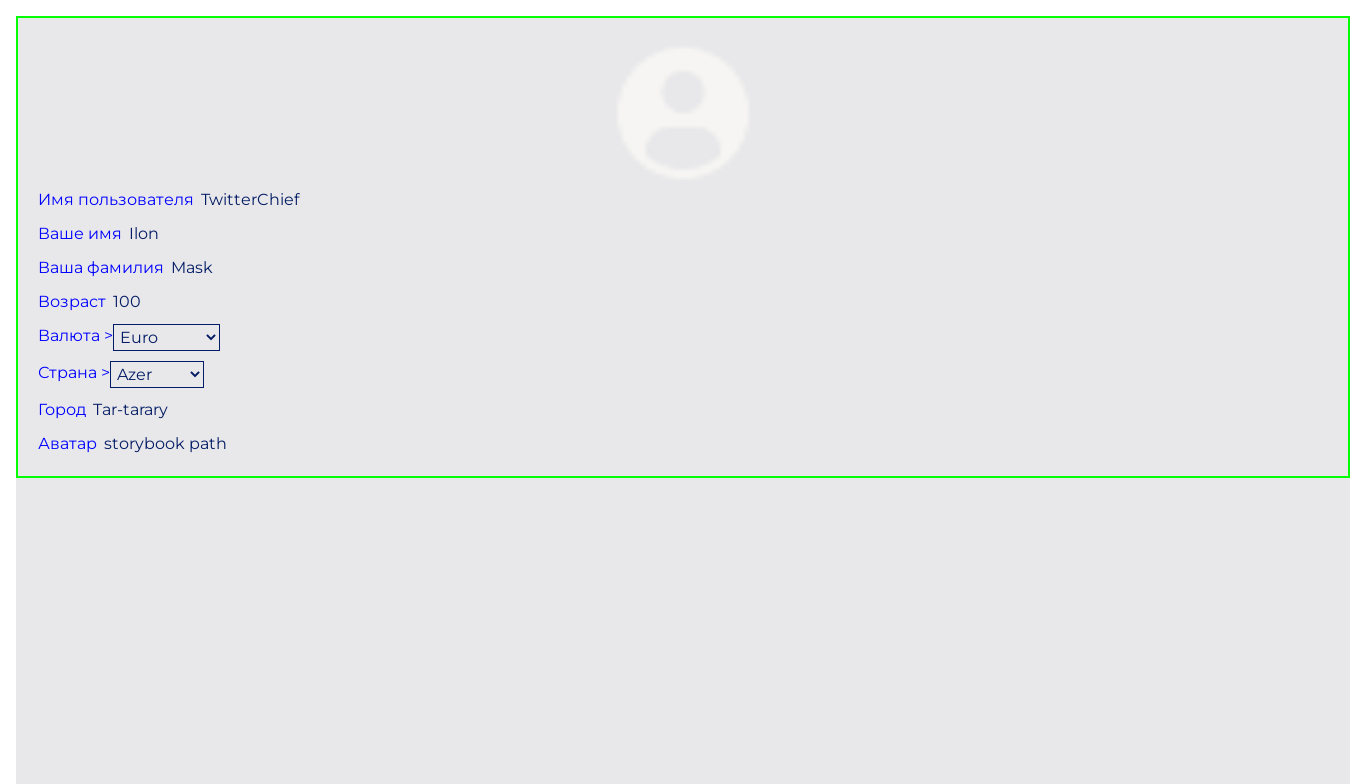 Имя пользователя TwitterChief
Ваше имя Ilon
Ваша фамилия Mask
Возраст 100
Валюта >Euro
Страна >Azer
Город Tar-tarary
Аватар storybook path